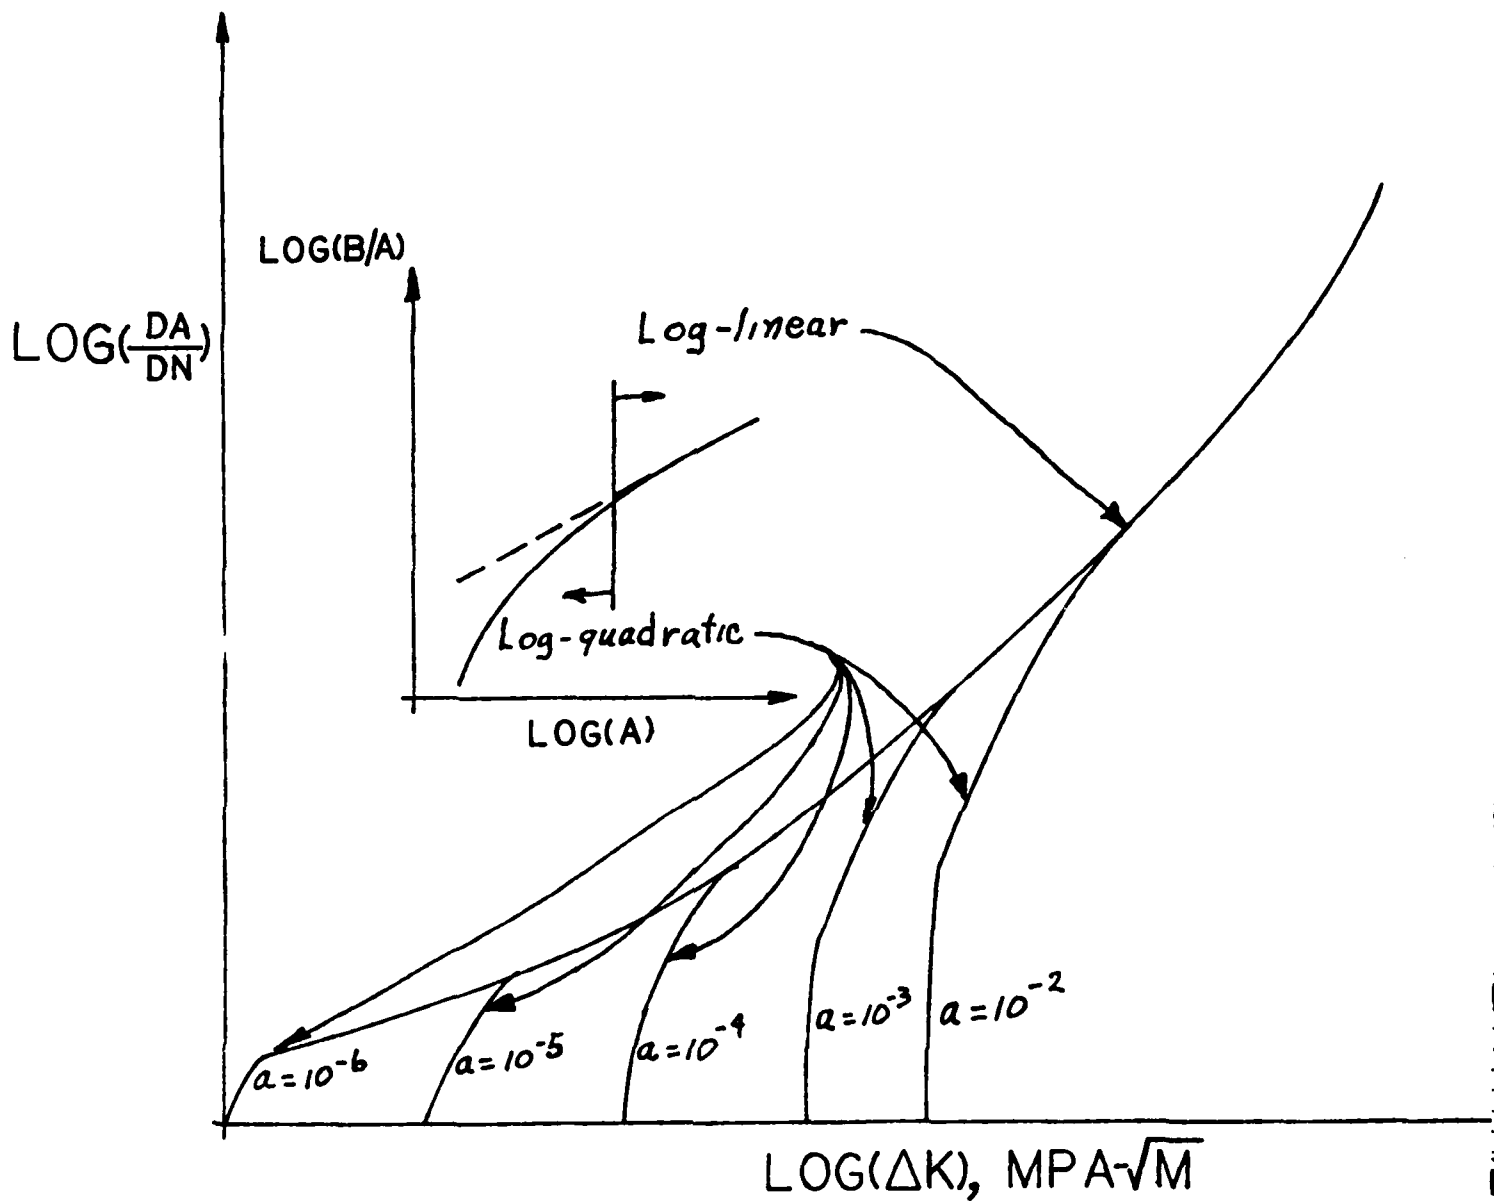 LOG(B/A)
LOG(DA/DN)
Log-linear
Log-quadratic
LOG(A)
a=10⁻⁶
a=10⁻⁵
a=10⁻⁴
a=10⁻³
a=10⁻²
LOG(ΔK), MPA-√M